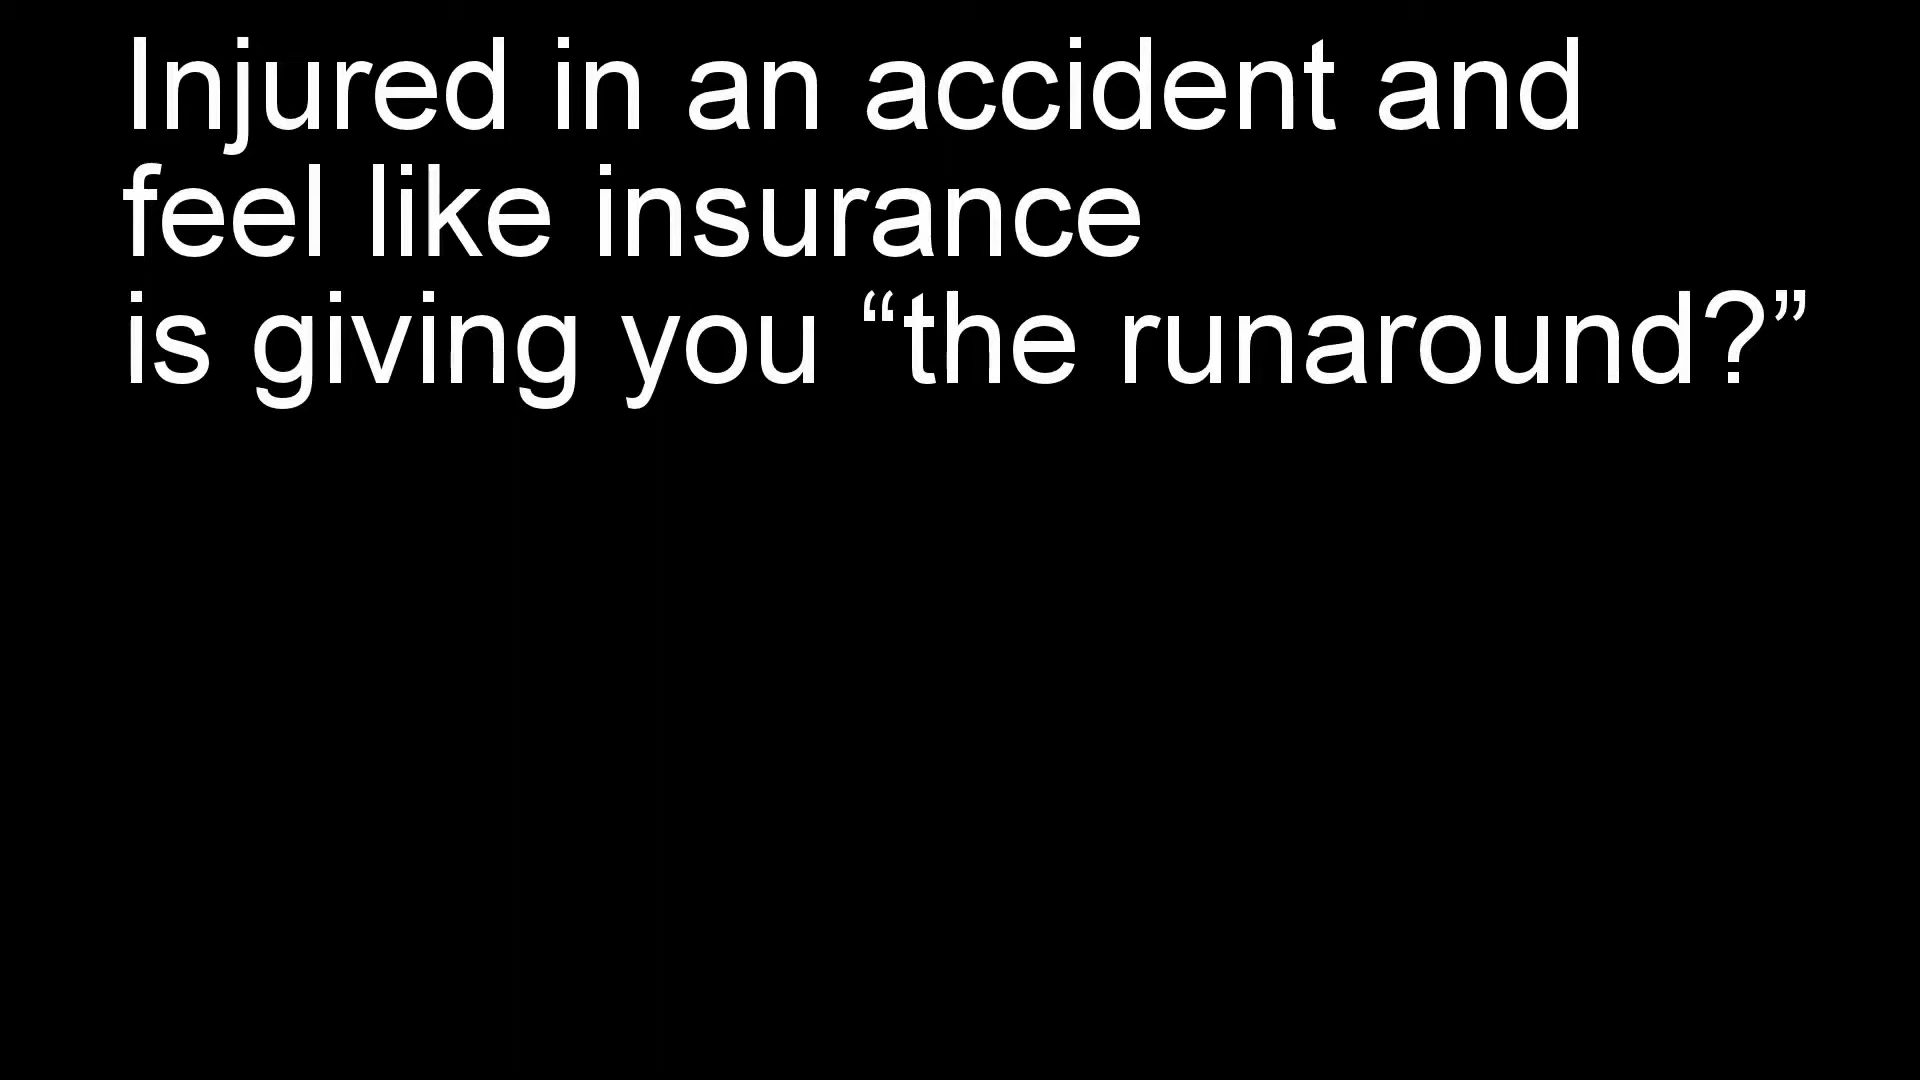 Injured in an accident and
feel like insurance
is giving you “the runaround?”